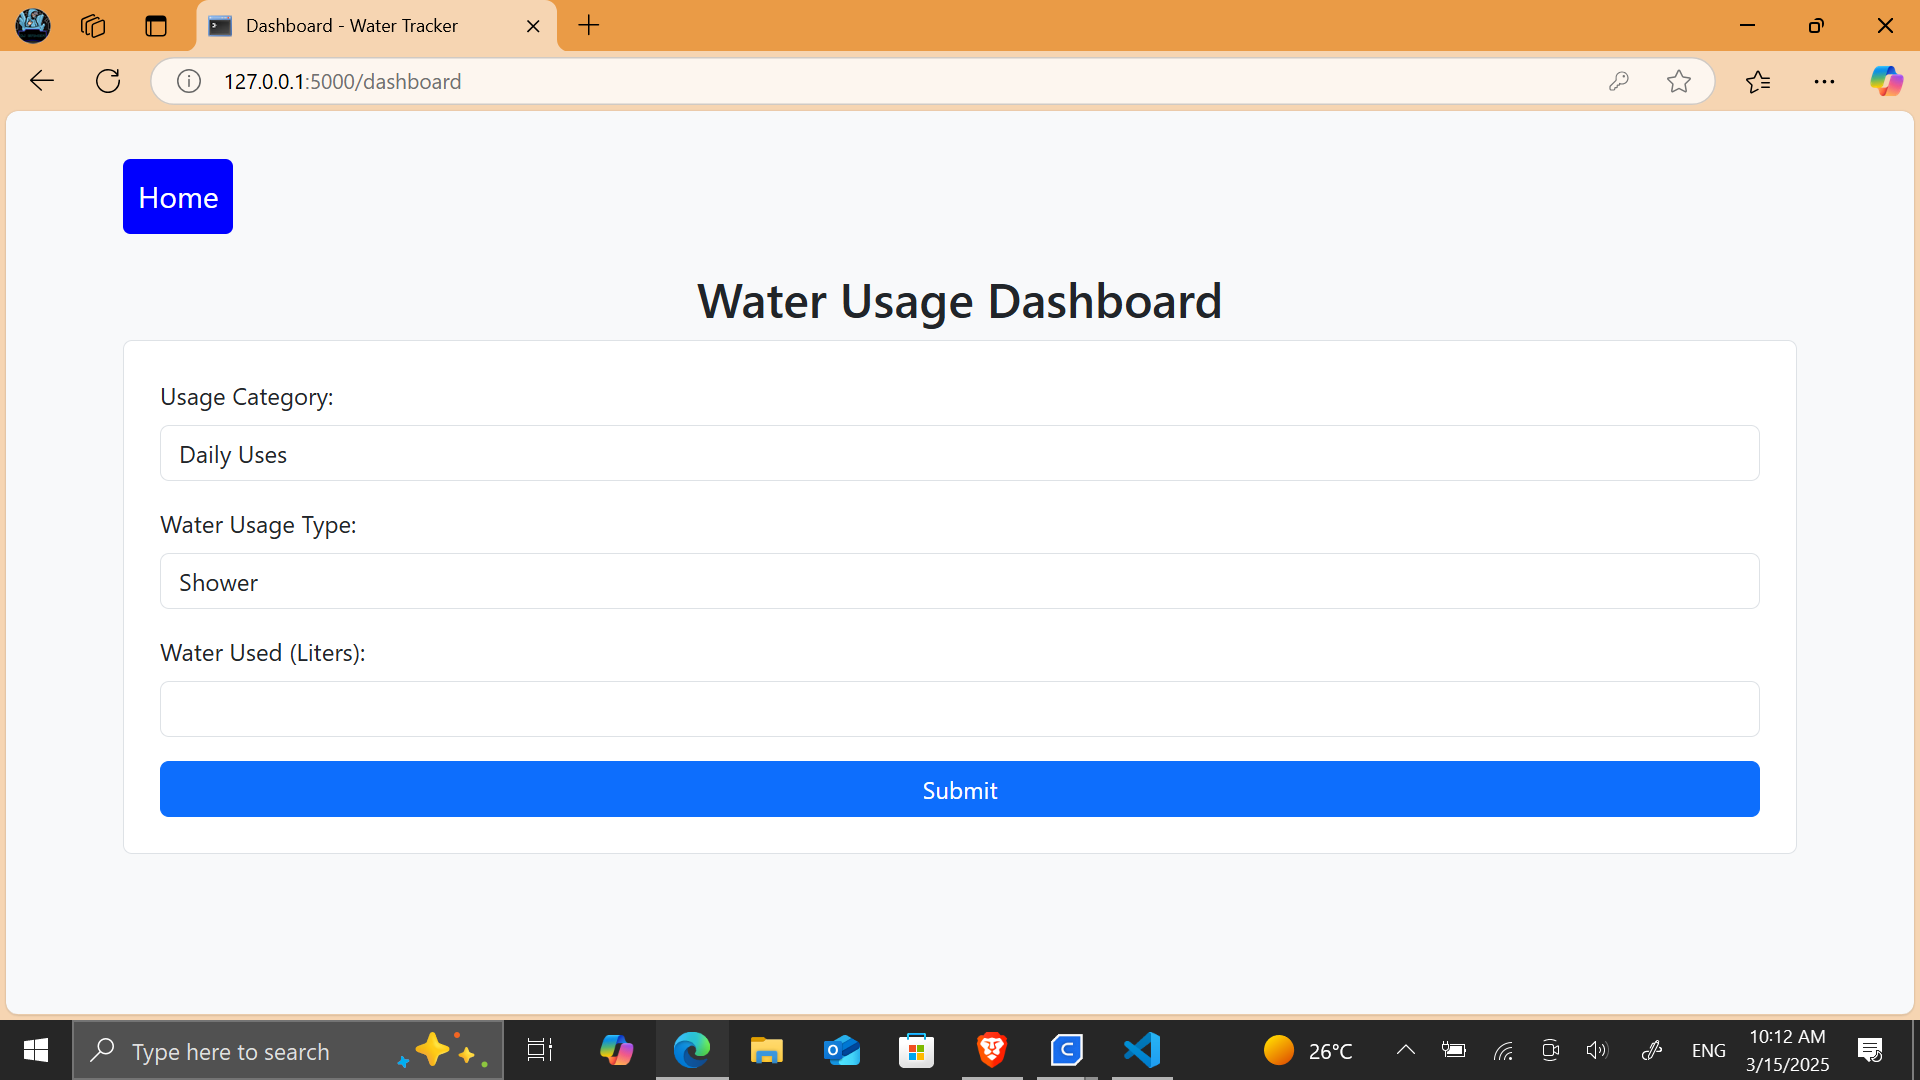 Dashboard - Water Tracker
127.0.0.1:5000/dashboard
Home
Water Usage Dashboard
Usage Category:
Daily Uses
Water Usage Type:
Shower
Water Used (Liters):
Submit
Type here to search
26°C
ENG
10:12 AM
3/15/2025